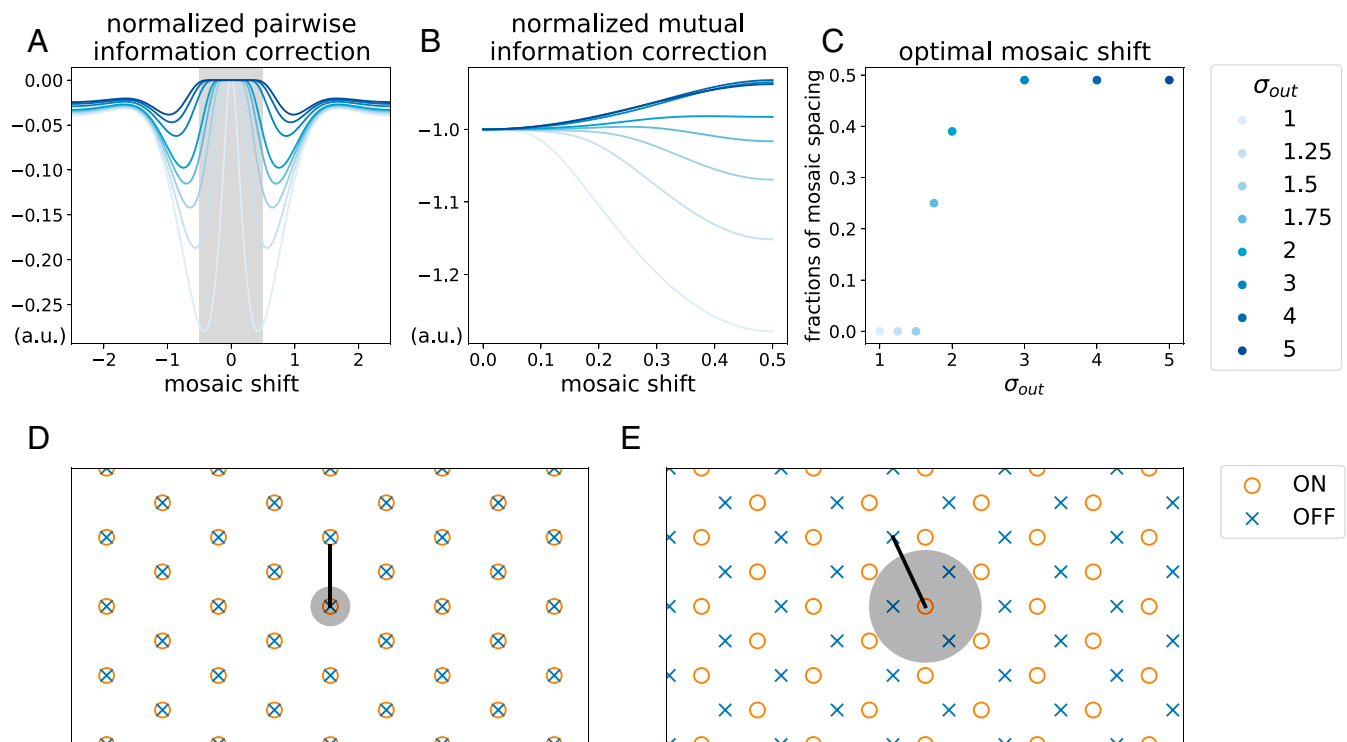 A
normalized pairwise
information correction
0.00
−0.05
−0.10
−0.15
−0.20
−0.25
(a.u.)
−2
−1
0
1
2
mosaic shift
B
normalized mutual
information correction
−1.0
−1.1
−1.2
(a.u.)
0.0
0.1
0.2
0.3
0.4
0.5
mosaic shift
C
optimal mosaic shift
fractions of mosaic spacing
0.5
0.4
0.3
0.2
0.1
0.0
1
2
3
4
5
σout
σout
1
1.25
1.5
1.75
2
3
4
5
D
E
ON
OFF